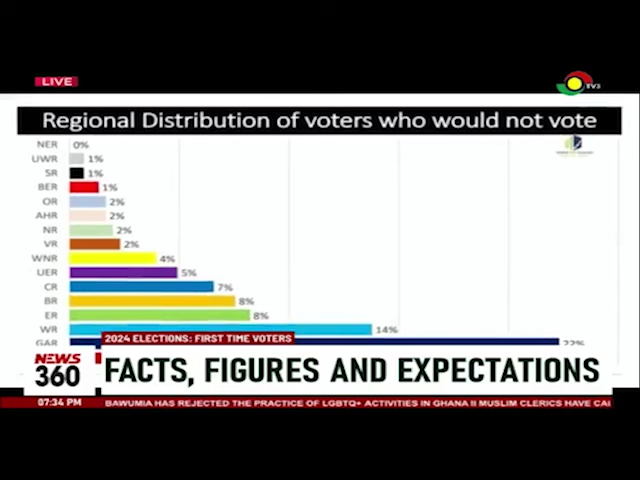 LIVE
TV3
Regional Distribution of voters who would not vote
NER 0%
UWR 1%
SR 1%
BER 1%
OR 2%
AHR 2%
NR 2%
VR 2%
WNR 4%
UER 5%
CR 7%
BR 8%
ER 8%
WR 14%
GAR 22%
2024 ELECTIONS: FIRST TIME VOTERS
NEWS
360
FACTS, FIGURES AND EXPECTATIONS
07:34 PM BAWUMIA HAS REJECTED THE PRACTICE OF LGBTQ+ ACTIVITIES IN GHANA II MUSLIM CLERICS HAVE